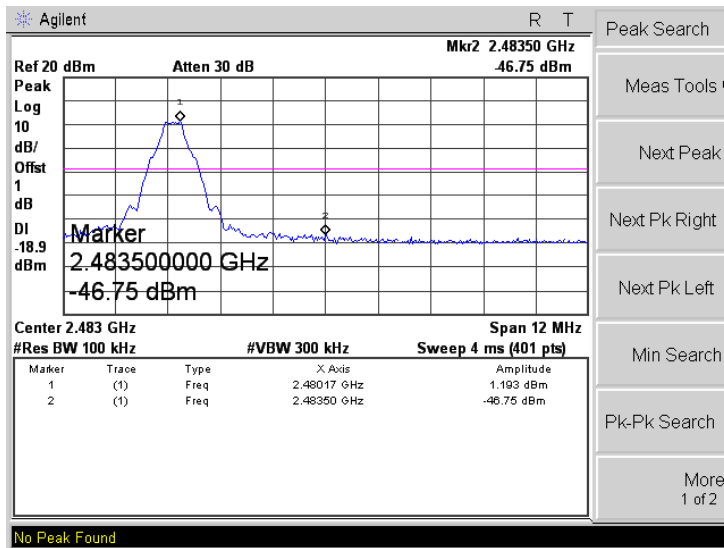 Agilent R T
Mkr2 2.48350 GHz
Ref 20 dBm Atten 30 dB -46.75 dBm
Peak
Log
10
dB/
Offst
1
dB
DI
-18.9
dBm
1
2
Marker
2.483500000 GHz
-46.75 dBm
Center 2.483 GHz Span 12 MHz
#Res BW 100 kHz #VBW 300 kHz Sweep 4 ms (401 pts)
Marker Trace Type X Axis Amplitude
1 (1) Freq 2.48017 GHz 1.193 dBm
2 (1) Freq 2.48350 GHz -46.75 dBm
No Peak Found
Peak Search
Meas Tools
Next Peak
Next Pk Right
Next Pk Left
Min Search
Pk-Pk Search
More
1 of 2